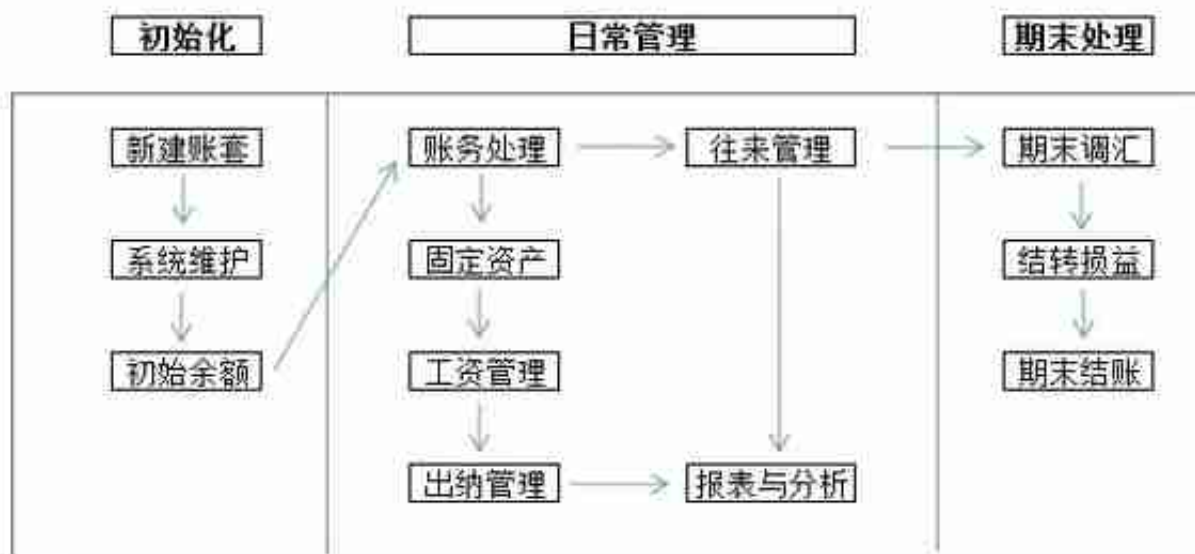 初始化
日常管理
期末处理
新建账套
账务处理
往来管理
期末调汇
系统维护
固定资产
结转损益
初始余额
工资管理
期末结账
出纳管理
报表与分析